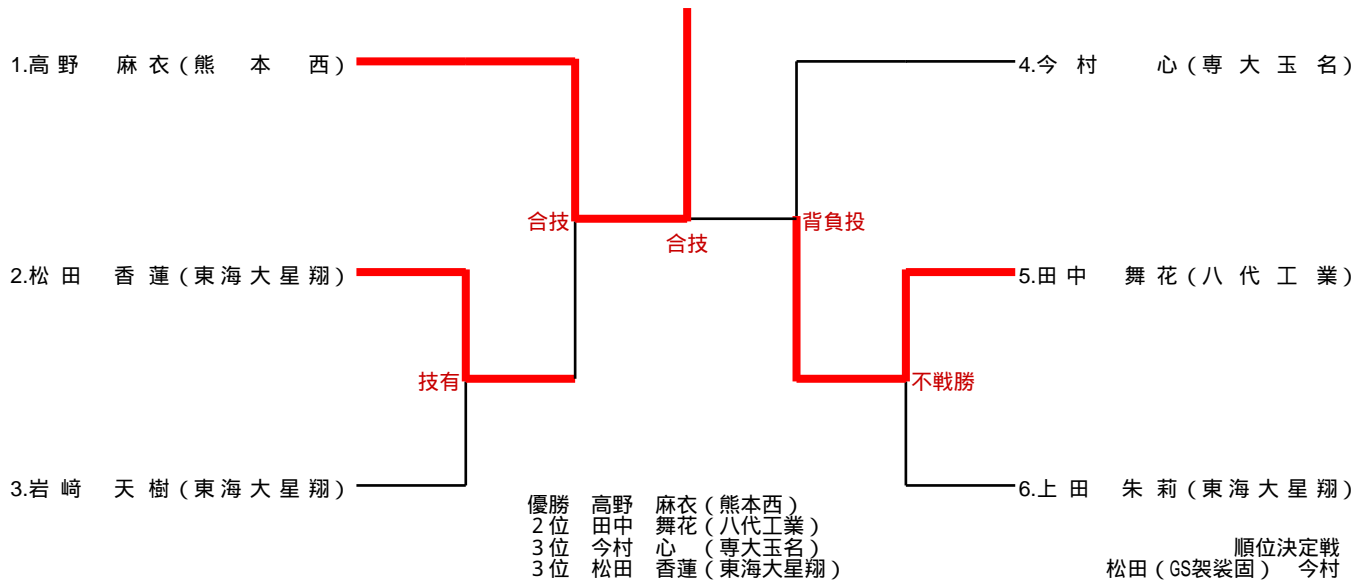 1.高野 麻衣(熊本西)
4.今村 心(専大玉名)
合技
背負投
合技
2.松田 香蓮(東海大星翔)
5.田中 舞花(八代工業)
技有
不戦勝
3.岩﨑 天樹(東海大星翔)
6.上田 朱莉(東海大星翔)
優勝 高野 麻衣(熊本西)
2位 田中 舞花(八代工業)
3位 今村 心 (専大玉名)
3位 松田 香蓮(東海大星翔)
順位決定戦
松田(GS袈裟固) 今村